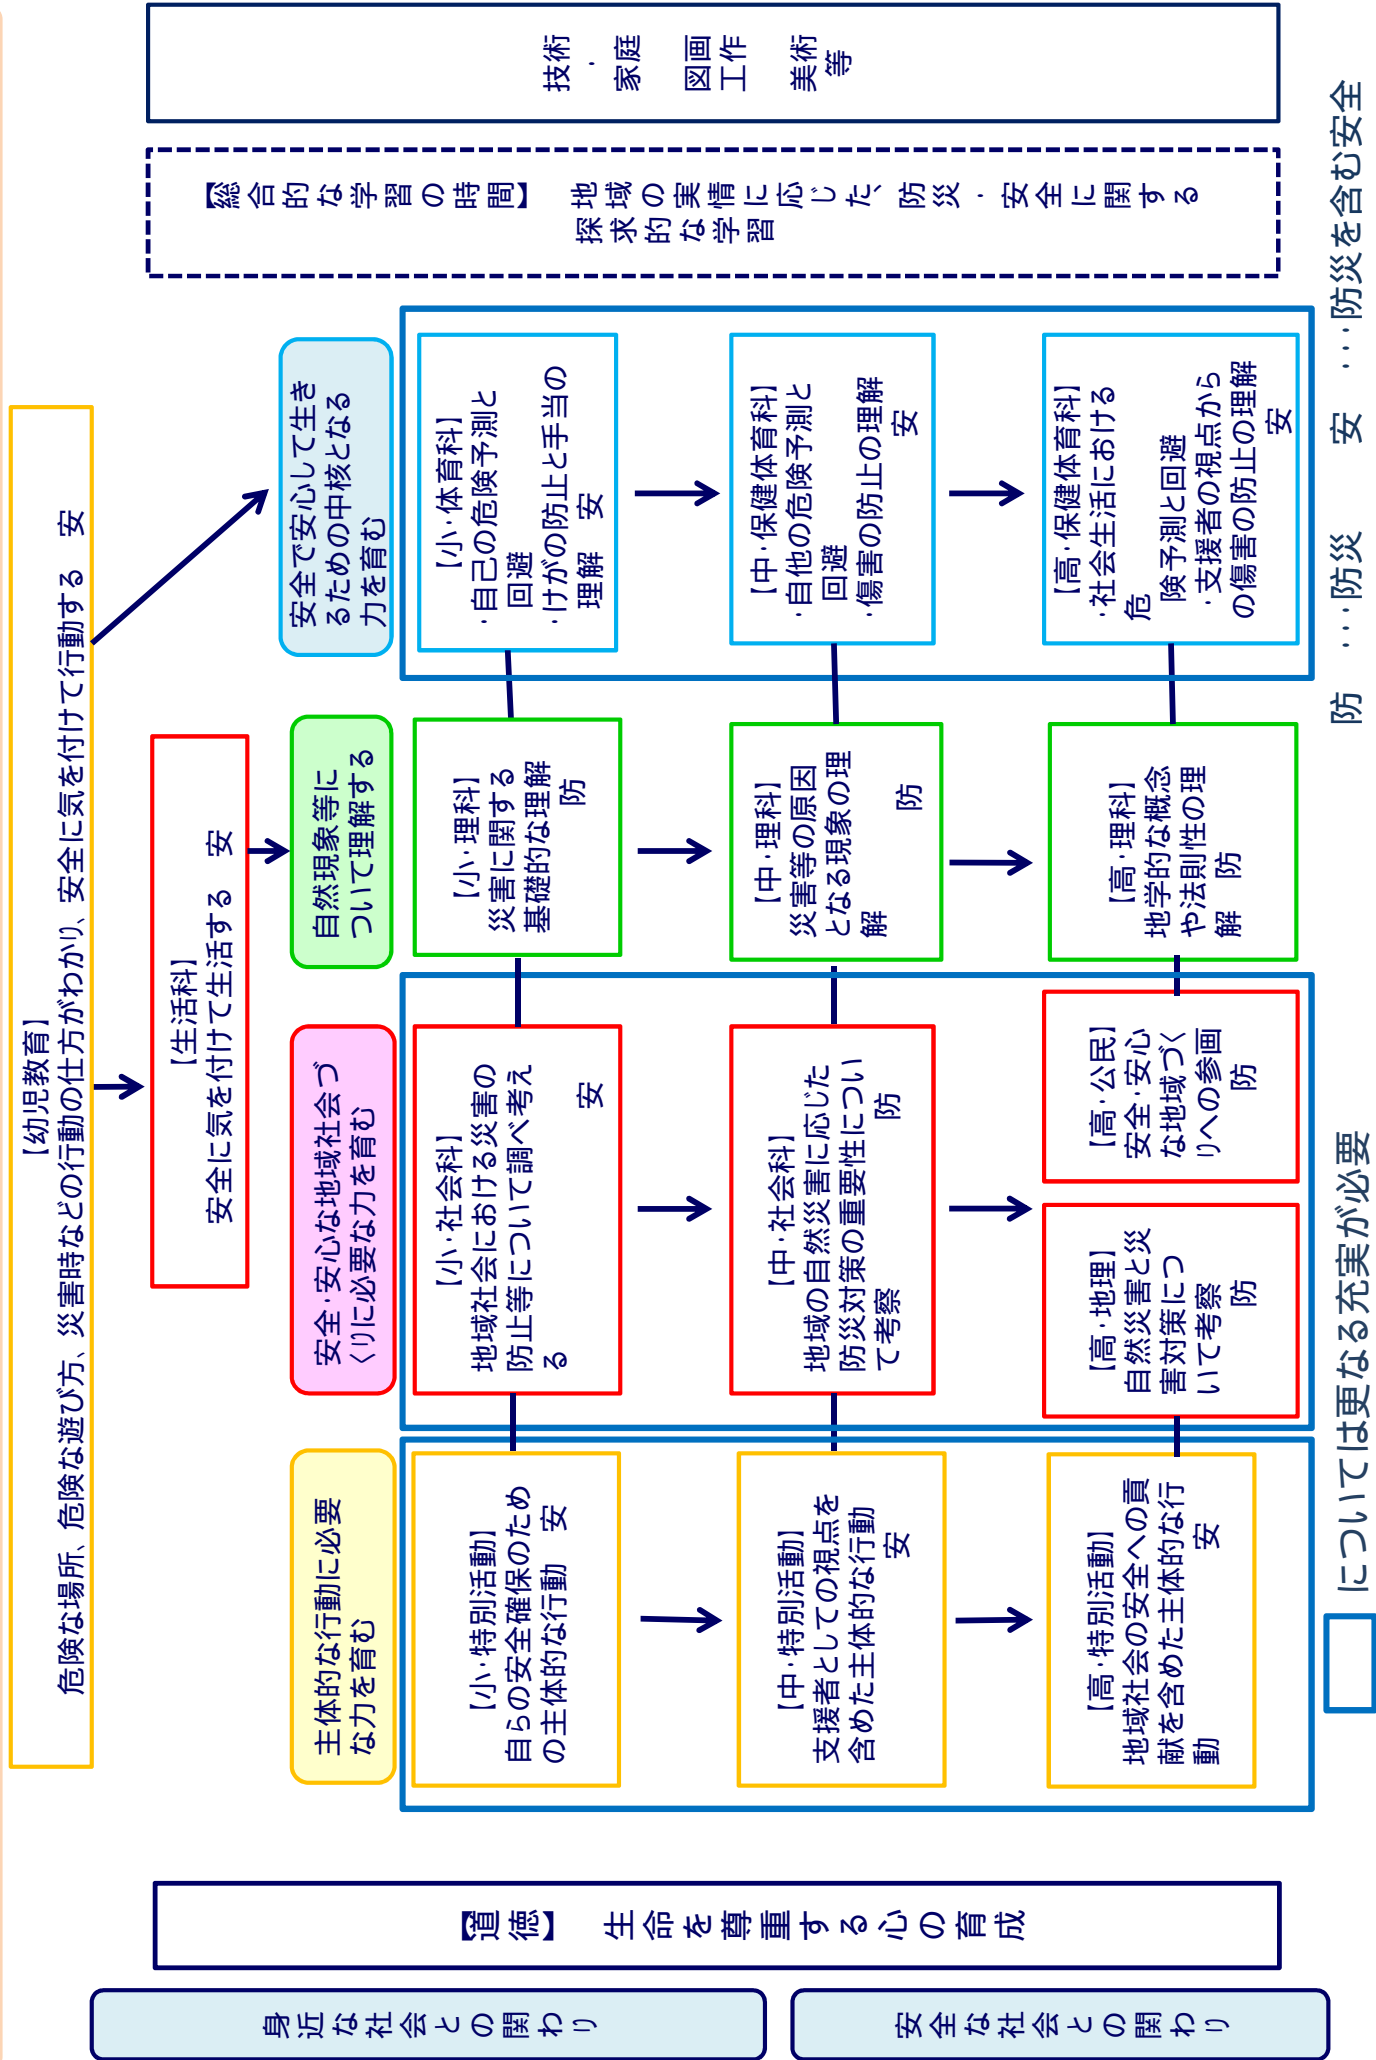 【幼児教育】
危険な場所、危険な遊び方、災害時などの行動の仕方がわかり、安全に気を付けて行動する　安
【生活科】
安全に気を付けて生活する　安
主体的な行動に必要
な力を育む
安全・安心な地域社会づ
くりに必要な力を育む
自然現象等に
ついて理解する
安全で安心して生き
るための中核となる
力を育む
【小・特別活動】
自らの安全確保のため
の主体的な行動　安
【小・社会科】
地域社会における災害の
防止等について調べ考え
る
安
【小・理科】
災害に関する
基礎的な理解
防
【小・体育科】
・自己の危険予測と
回避
・けがの防止と手当の
理解　安
【中・特別活動】
支援者としての視点を
含めた主体的な行動
安
【中・社会科】
地域の自然災害に応じた
防災対策の重要性につい
て考察　防
【中・理科】
災害等の原因
となる現象の理
解　防
【中・保健体育科】
・自他の危険予測と
回避
・傷害の防止の理解
安
【高・特別活動】
地域社会の安全への貢
献を含めた主体的な行
動　安
【高・地理】
自然災害と災
害対策につ
いて考察
防
【高・公民】
安全・安心
な地域づく
りへの参画
防
【高・理科】
地学的な概念
や法則性の理
解　防
【高・保健体育科】
・社会生活における
危
険予測と回避
・支援者の視点から
の傷害の防止の理解
安
【道徳】　生命を尊重する心の育成
身近な社会との関わり
安全な社会との関わり
【総合的な学習の時間】　地域の実情に応じた、防災・安全に関する
探求的な学習
技術
・
家庭
図画
工作
美術
等
については更なる充実が必要
防　…防災　安　…防災を含む安全